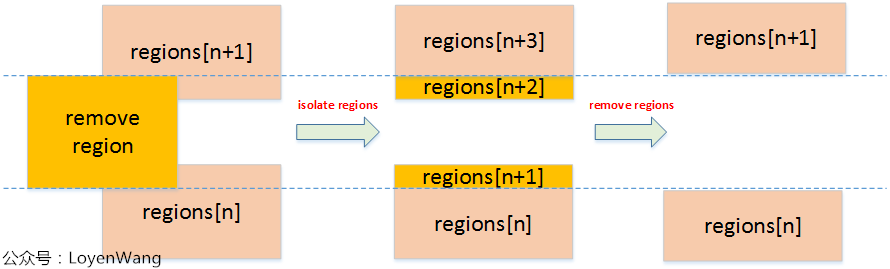 regions[n+1]
remove
region
regions[n]
isolate regions
regions[n+3]
regions[n+2]
regions[n+1]
regions[n]
remove regions
regions[n+1]
regions[n]
公众号：LoyenWang